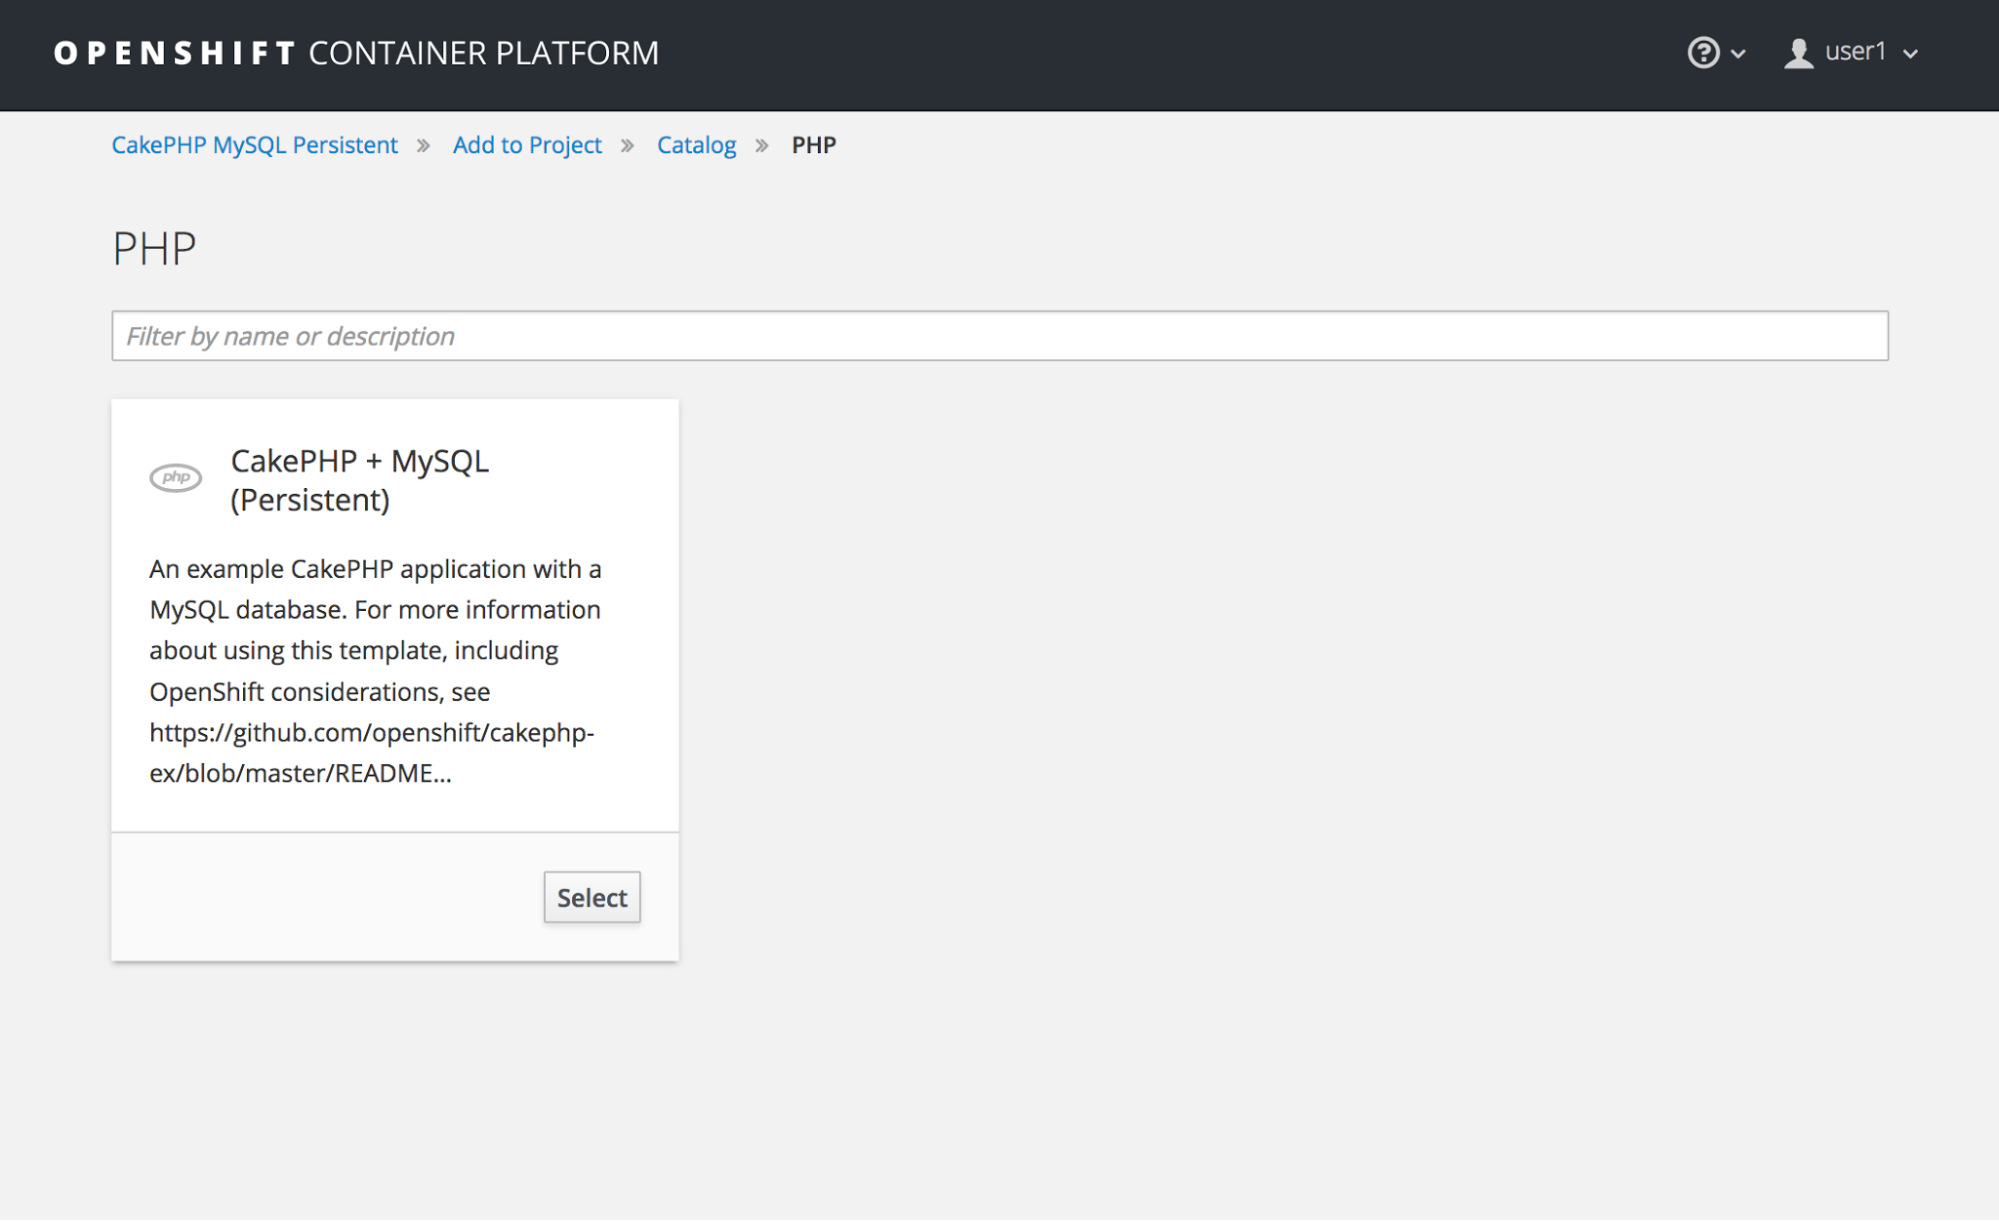 OPENSHIFT CONTAINER PLATFORM
? user1
CakePHP MySQL Persistent » Add to Project » Catalog » PHP
PHP
Filter by name or description
php
CakePHP + MySQL
(Persistent)
An example CakePHP application with a
MySQL database. For more information
about using this template, including
OpenShift considerations, see
https://github.com/openshift/cakephp-
ex/blob/master/README...
Select